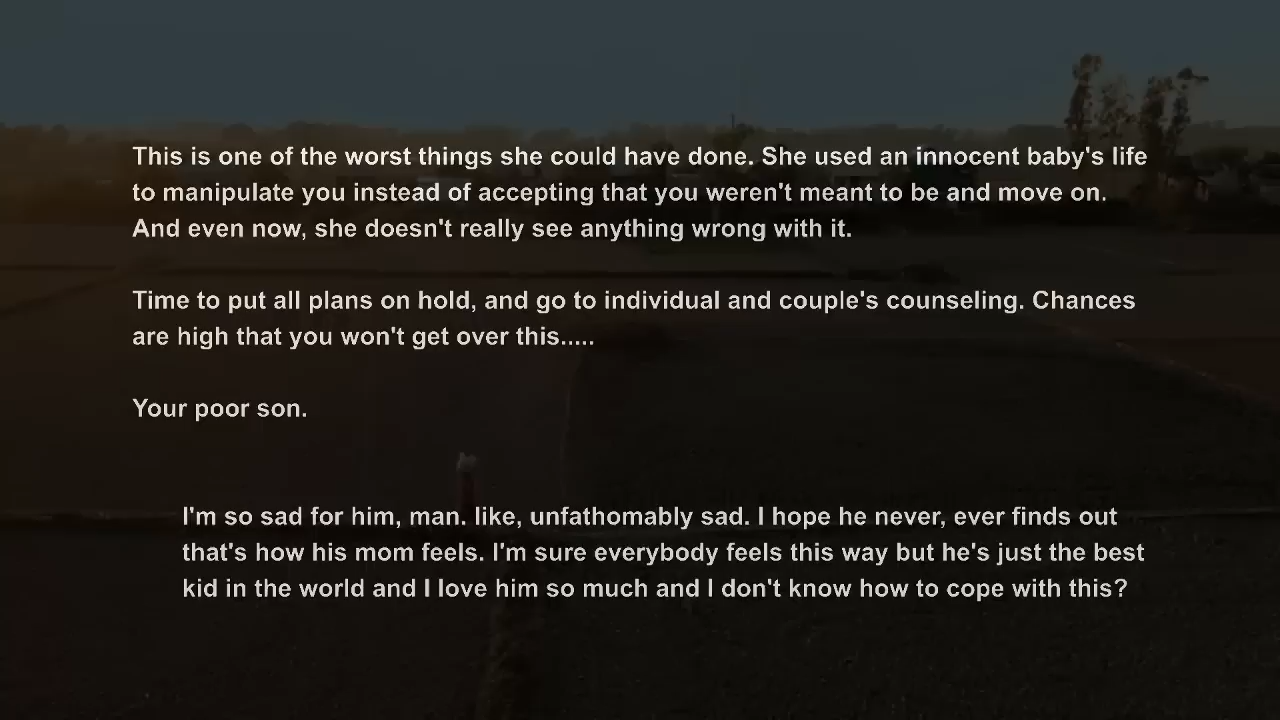 This is one of the worst things she could have done. She used an innocent baby's life
to manipulate you instead of accepting that you weren't meant to be and move on.
And even now, she doesn't really see anything wrong with it.
Time to put all plans on hold, and go to individual and couple's counseling. Chances
are high that you won't get over this.....
Your poor son.
I'm so sad for him, man. like, unfathomably sad. I hope he never, ever finds out
that's how his mom feels. I'm sure everybody feels this way but he's just the best
kid in the world and I love him so much and I don't know how to cope with this?